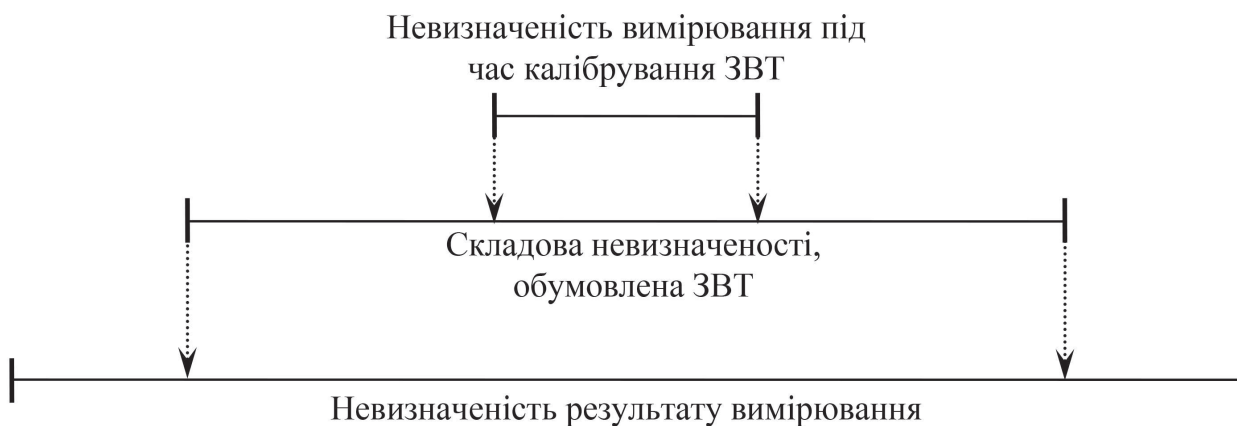 Невизначеність вимірювання під
час калібрування ЗВТ
Складова невизначеності,
обумовлена ЗВТ
Невизначеність результату вимірювання